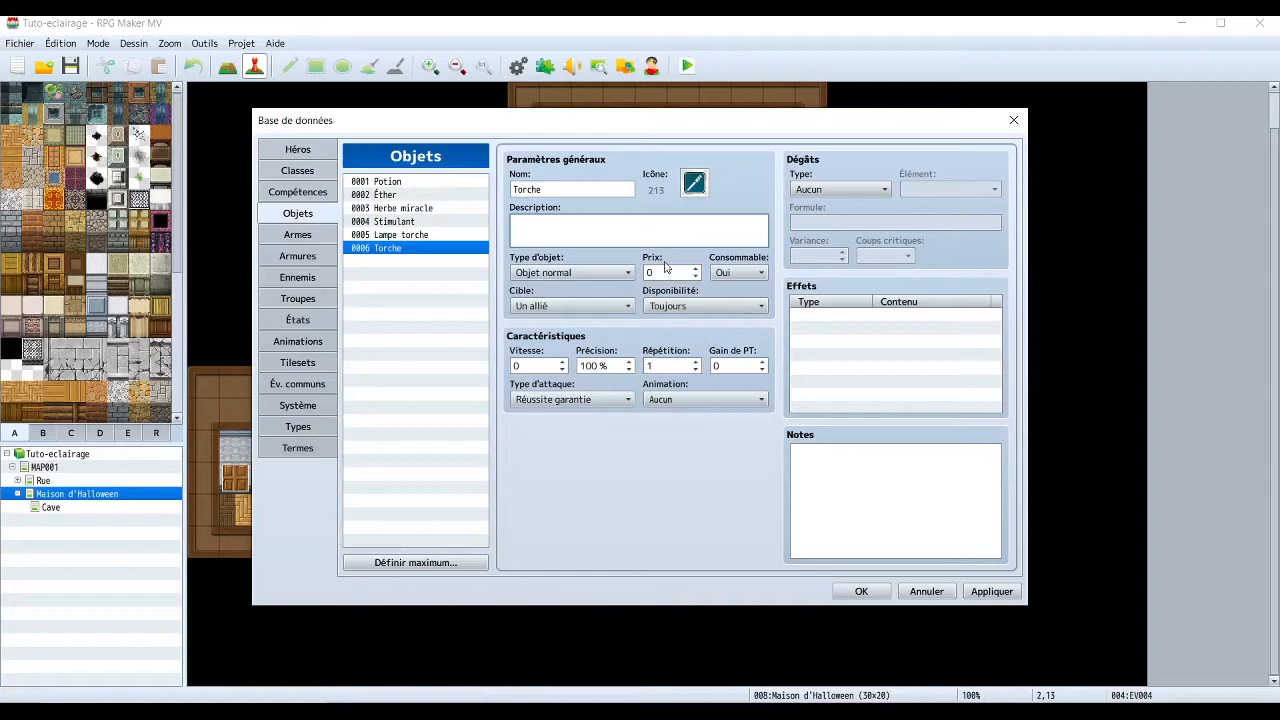 Tuto-eclairage - RPG Maker MV
Fichier Édition Mode Dessin Zoom Outils Projet Aide
Base de données
Héros
Classes
Compétences
Objets
Armes
Armures
Ennemis
Troupes
États
Animations
Tilesets
Év. communs
Système
Types
Termes
Objets
0001 Potion
0002 Éther
0003 Herbe miracle
0004 Stimulant
0005 Lampe torche
0006 Torche
Définir maximum...
Paramètres généraux
Nom: Icône:
Torche 213
Description:
Type d'objet: Prix: Consommable:
Objet normal 0 Oui
Cible: Disponibilité:
Un allié Toujours
Caractéristiques
Vitesse: Précision: Répétition: Gain de PT:
0 100 % 1 0
Type d'attaque: Animation:
Réussite garantie Aucun
Dégâts
Type: Élément:
Aucun
Formule:
Variance: Coups critiques:
Effets
Type Contenu
Notes
OK Annuler Appliquer
A B C D E R
Tuto-eclairage
MAP001
Rue
Maison d'Halloween
Cave
008:Maison d'Halloween (30x20) 100% 2,13 004:EV004